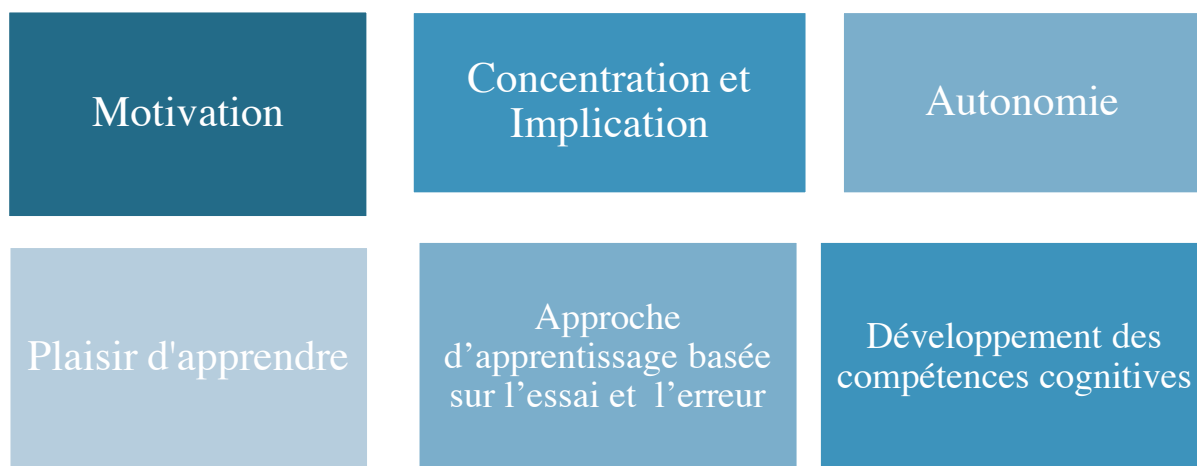 Motivation
Concentration et
Implication
Autonomie
Plaisir d'apprendre
Approche
d’apprentissage basée
sur l’essai et  l’erreur
Développement des
compétences cognitives